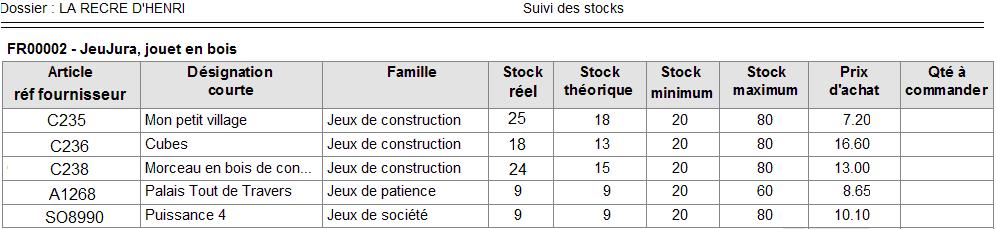 Dossier : LA RECRE D'HENRI Suivi des stocks
FR00002 - JeuJura, jouet en bois
Article réf fournisseur Désignation courte Famille Stock réel Stock théorique Stock minimum Stock maximum Prix d'achat Qté à commander
C235 Mon petit village Jeux de construction 25 18 20 80 7.20
C236 Cubes Jeux de construction 18 13 20 80 16.60
C238 Morceau en bois de con... Jeux de construction 24 15 20 80 13.00
A1268 Palais Tout de Travers Jeux de patience 9 9 20 60 8.65
SO8990 Puissance 4 Jeux de société 9 9 20 80 10.10